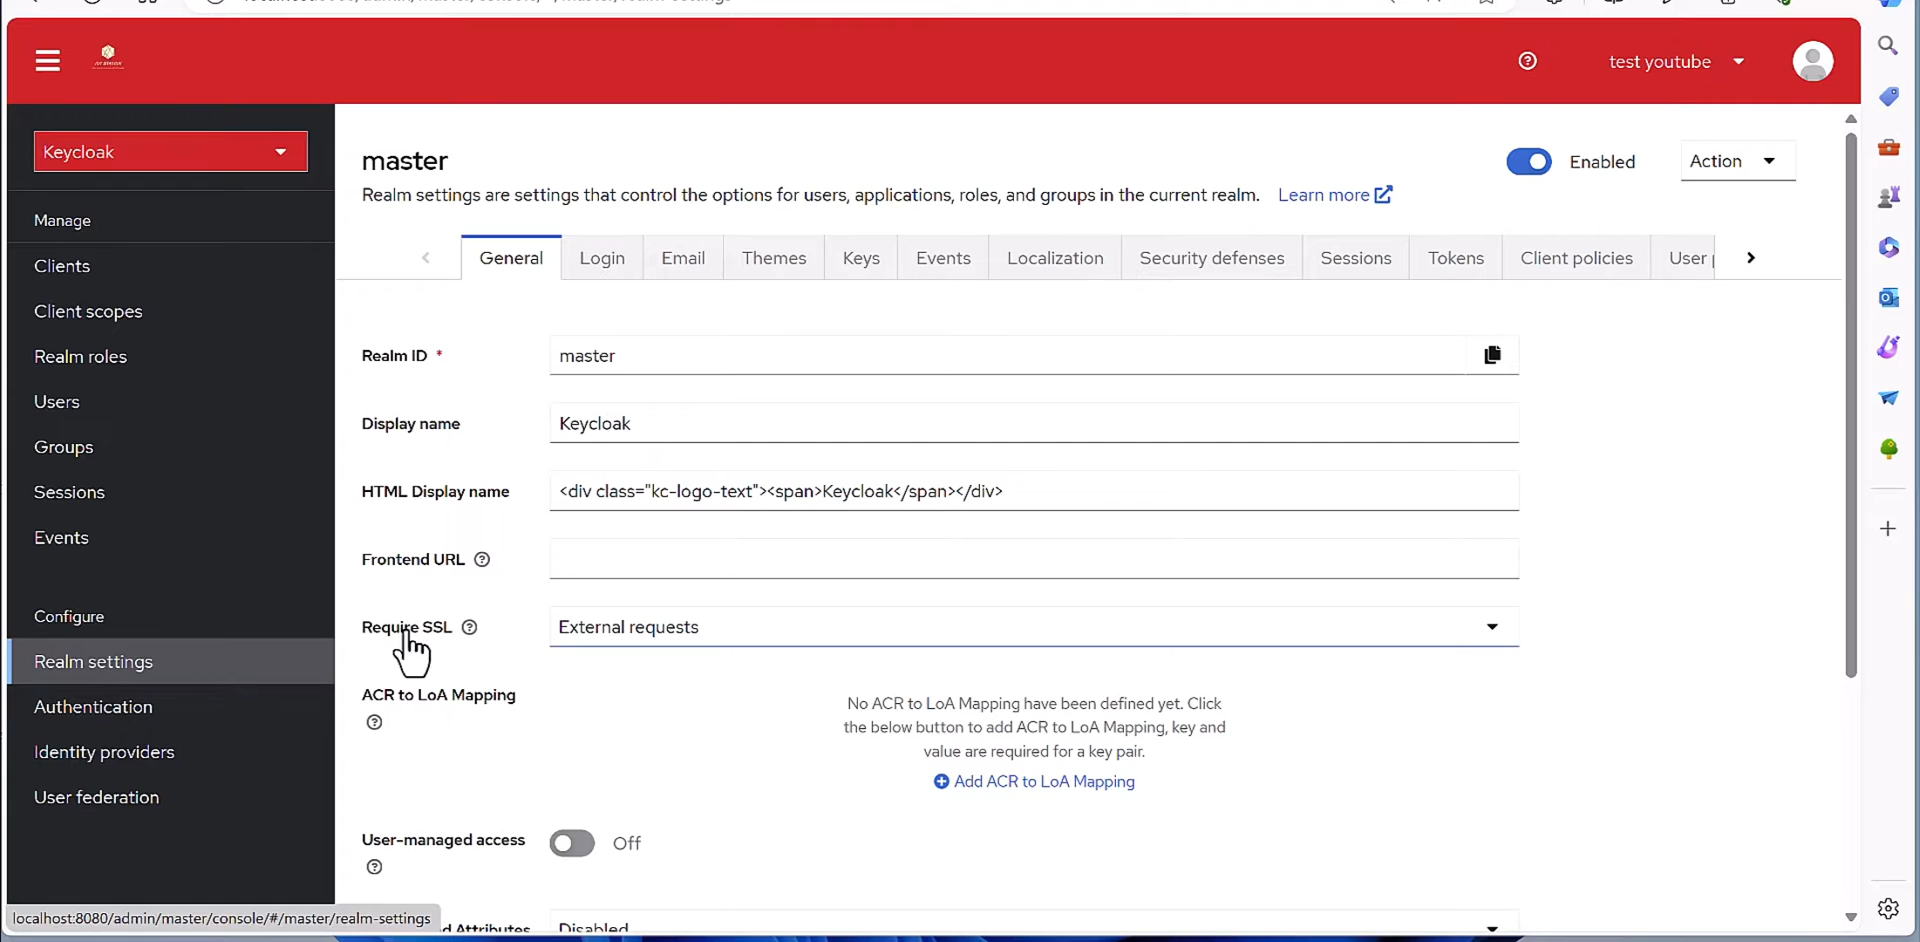 test youtube
Keycloak
Manage
Clients
Client scopes
Realm roles
Users
Groups
Sessions
Events
Configure
Realm settings
Authentication
Identity providers
User federation
localhost:8080/admin/master/console/#/master/realm-settings
master
Enabled
Action
Realm settings are settings that control the options for users, applications, roles, and groups in the current realm. Learn more
General Login Email Themes Keys Events Localization Security defenses Sessions Tokens Client policies User
Realm ID * master
Display name Keycloak
HTML Display name <div class="kc-logo-text"><span>Keycloak</span></div>
Frontend URL
Require SSL External requests
ACR to LoA Mapping
No ACR to LoA Mapping have been defined yet. Click
the below button to add ACR to LoA Mapping, key and
value are required for a key pair.
Add ACR to LoA Mapping
User-managed access Off
Attributes Disabled